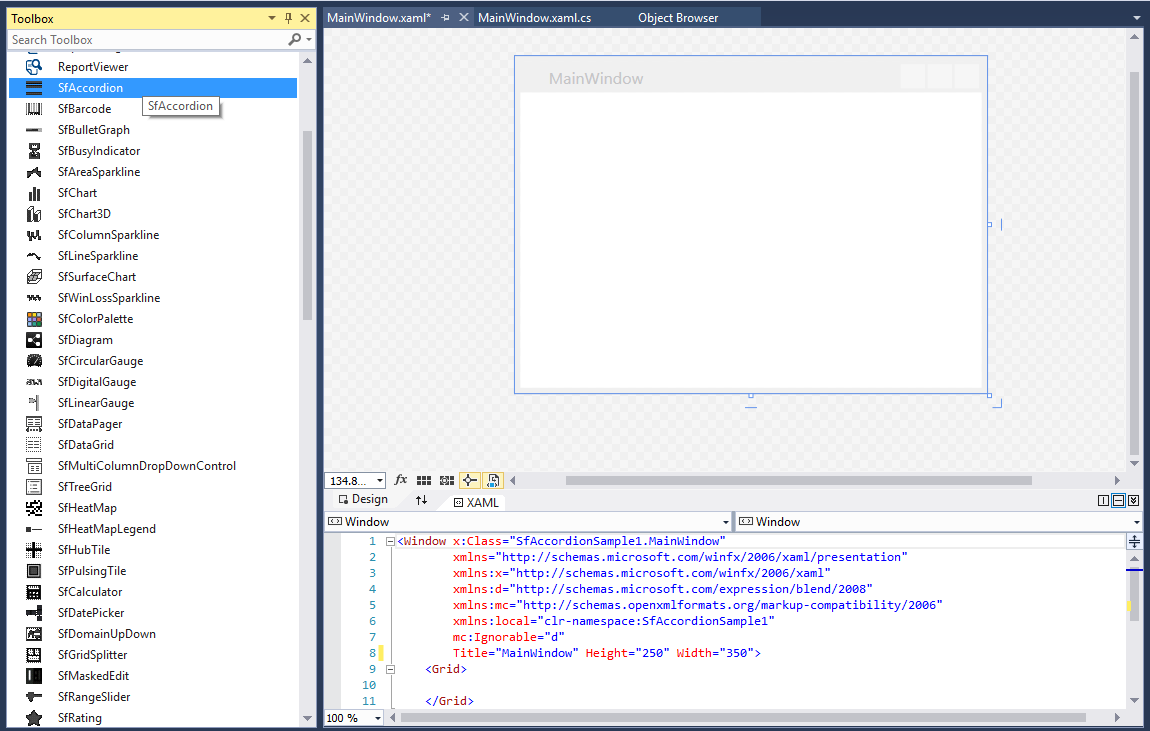 Toolbox
Search Toolbox
ReportViewer
SfAccordion
SfAccordion
SfBarcode
SfBulletGraph
SfBusyIndicator
SfAreaSparkline
SfChart
SfChart3D
SfColumnSparkline
SfLineSparkline
SfSurfaceChart
SfWinLossSparkline
SfColorPalette
SfDiagram
SfCircularGauge
SfDigitalGauge
SfLinearGauge
SfDataPager
SfDataGrid
SfMultiColumnDropDownControl
SfTreeGrid
SfHeatMap
SfHeatMapLegend
SfHubTile
SfPulsingTile
SfCalculator
SfDatePicker
SfDomainUpDown
SfGridSplitter
SfMaskedEdit
SfRangeSlider
SfRating
MainWindow.xaml* MainWindow.xaml.cs Object Browser
MainWindow
134.8... fx
Design XAML
Window Window
1 <Window x:Class="SfAccordionSample1.MainWindow"
2 xmlns="http://schemas.microsoft.com/winfx/2006/xaml/presentation"
3 xmlns:x="http://schemas.microsoft.com/winfx/2006/xaml"
4 xmlns:d="http://schemas.microsoft.com/expression/blend/2008"
5 xmlns:mc="http://schemas.openxmlformats.org/markup-compatibility/2006"
6 xmlns:local="clr-namespace:SfAccordionSample1"
7 mc:Ignorable="d"
8 Title="MainWindow" Height="250" Width="350">
9 <Grid>
10
11 </Grid>
100 %